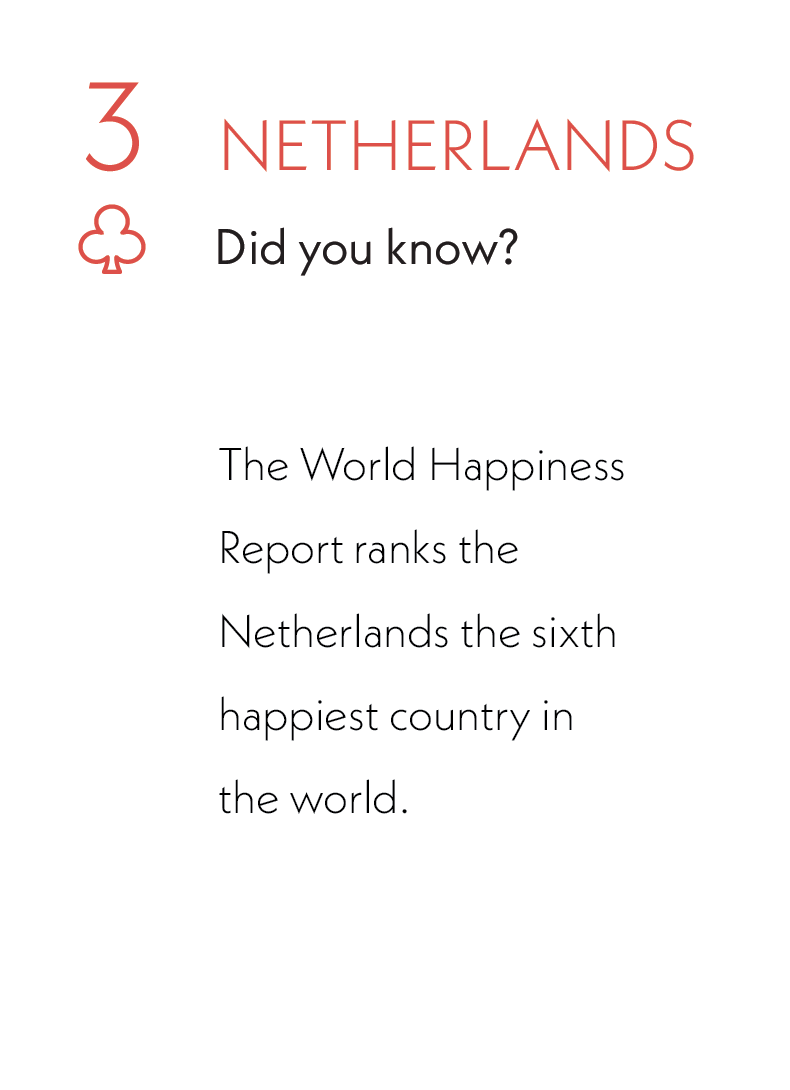 3
NETHERLANDS
Did you know?
The World Happiness
Report ranks the
Netherlands the sixth
happiest country in
the world.